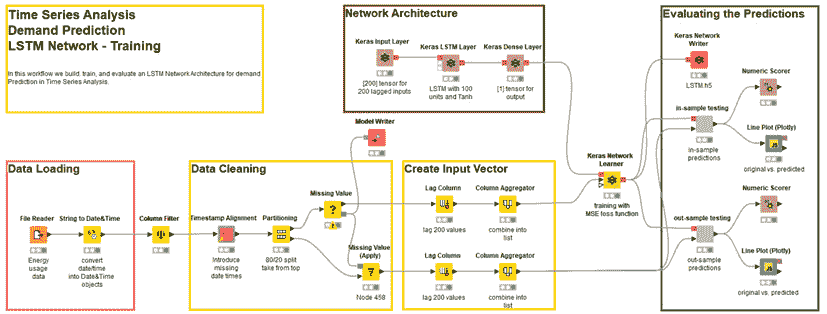 Time Series Analysis
Demand Prediction
LSTM Network - Training
In this workflow we build, train, and evaluate an LSTM Network Architecture for demand
Prediction in Time Series Analysis.
Network Architecture
Keras Input Layer
Keras LSTM Layer
Keras Dense Layer
[200] tensor for
200 lagged inputs
LSTM with 100
units and Tanh
[1] tensor for
output
Evaluating the Predictions
Keras Network
Writer
LSTM.h5
Numeric Scorer
in-sample testing
in-sample
predictions
Line Plot (Plotly)
original vs. predicted
Numeric Scorer
out-sample testing
out-sample
predictions
Line Plot (Plotly)
original vs. predicted
Model Writer
Keras Network
Learner
training with
MSE loss function
Data Loading
File Reader
Energy
usage
data
String to Date&Time
convert
date/time
into Date&Time
objects
Column Filter
Data Cleaning
Timestamp Alignment
Introduce
missing
date times
Partitioning
80/20 split
take from top
Missing Value
Missing Value
(Apply)
Node 458
Create Input Vector
Lag Column
lag 200 values
Column Aggregator
combine into
list
Lag Column
lag 200 values
Column Aggregator
combine into
list